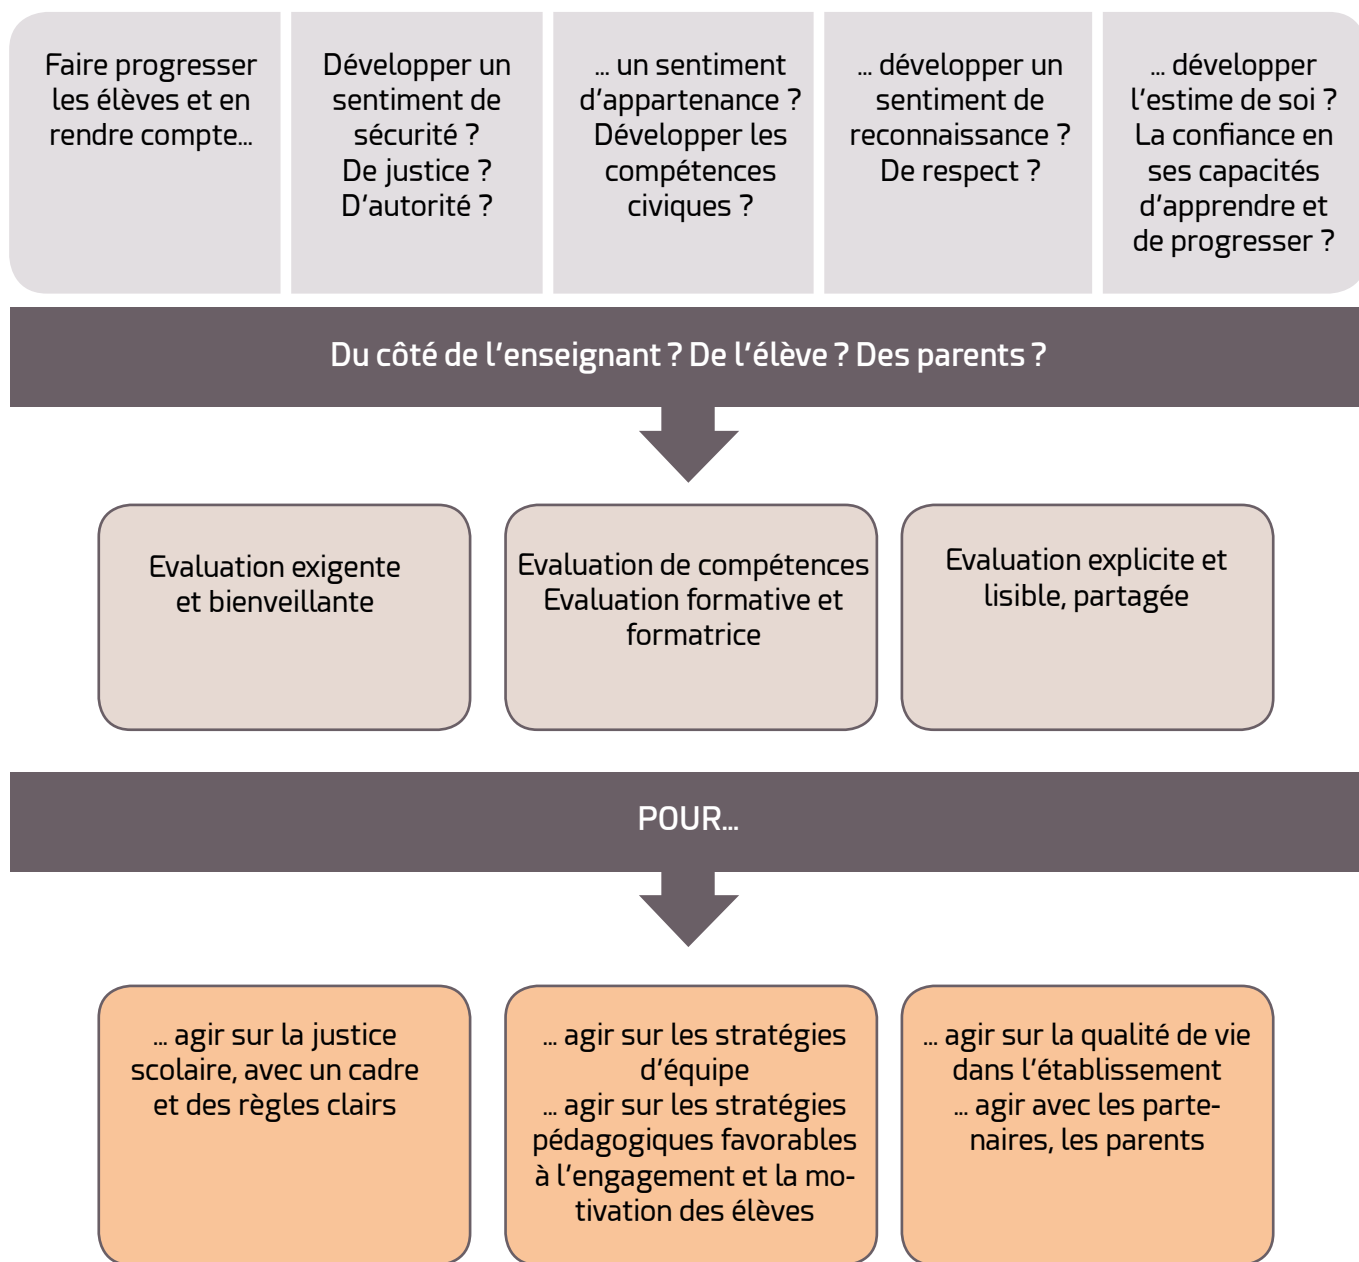 Faire progresser
les élèves et en
rendre compte...
Développer un
sentiment de
sécurité ?
De justice ?
D'autorité ?
... un sentiment
d'appartenance ?
Développer les
compétences
civiques ?
... développer un
sentiment de
reconnaissance ?
De respect ?
... développer
l'estime de soi ?
La confiance en
ses capacités
d'apprendre et
de progresser ?
Du côté de l'enseignant ? De l'élève ? Des parents ?
Evaluation exigente
et bienveillante
Evaluation de compétences
Evaluation formative et
formatrice
Evaluation explicite et
lisible, partagée
POUR...
... agir sur la justice
scolaire, avec un cadre
et des règles clairs
... agir sur les stratégies
d'équipe
... agir sur les stratégies
pédagogiques favorables
à l'engagement et la mo-
tivation des élèves
... agir sur la qualité de vie
dans l'établissement
... agir avec les parte-
naires, les parents